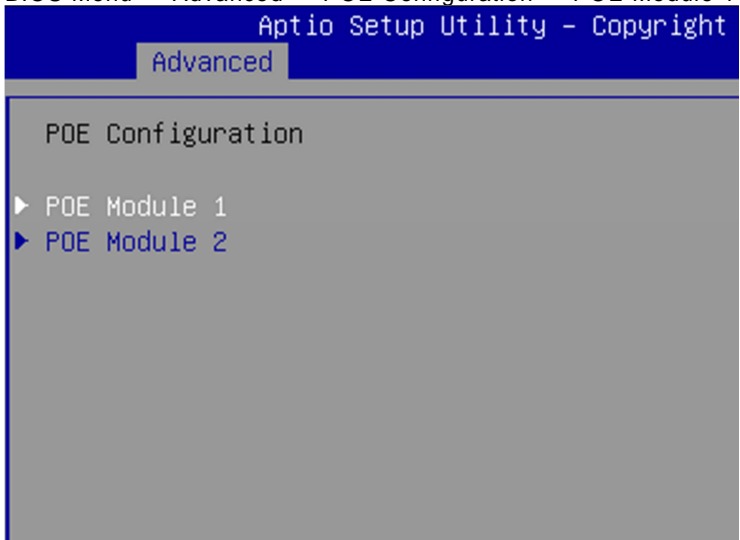 Aptio Setup Utility – Copyright
Advanced
POE Configuration
POE Module 1
POE Module 2